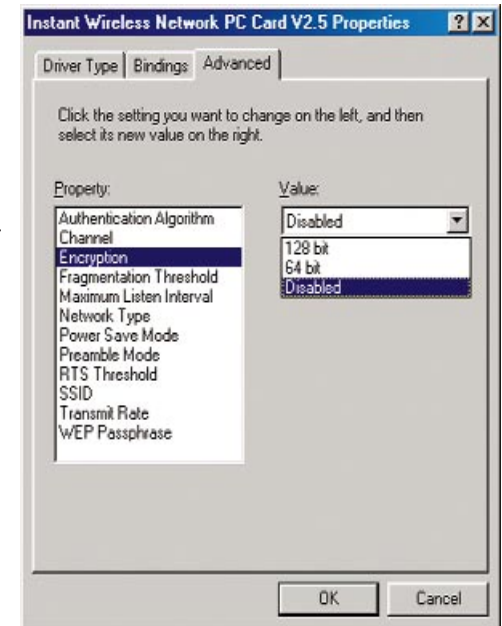 Instant Wireless Network PC Card V2.5 Properties
Driver Type Bindings Advanced
Click the setting you want to change on the left, and then
select its new value on the right.
Property:
Authentication Algorithm
Channel
Encryption
Fragmentation Threshold
Maximum Listen Interval
Network Type
Power Save Mode
Preamble Mode
RTS Threshold
SSID
Transmit Rate
WEP Passphrase
Value:
Disabled
128 bit
64 bit
Disabled
OK Cancel